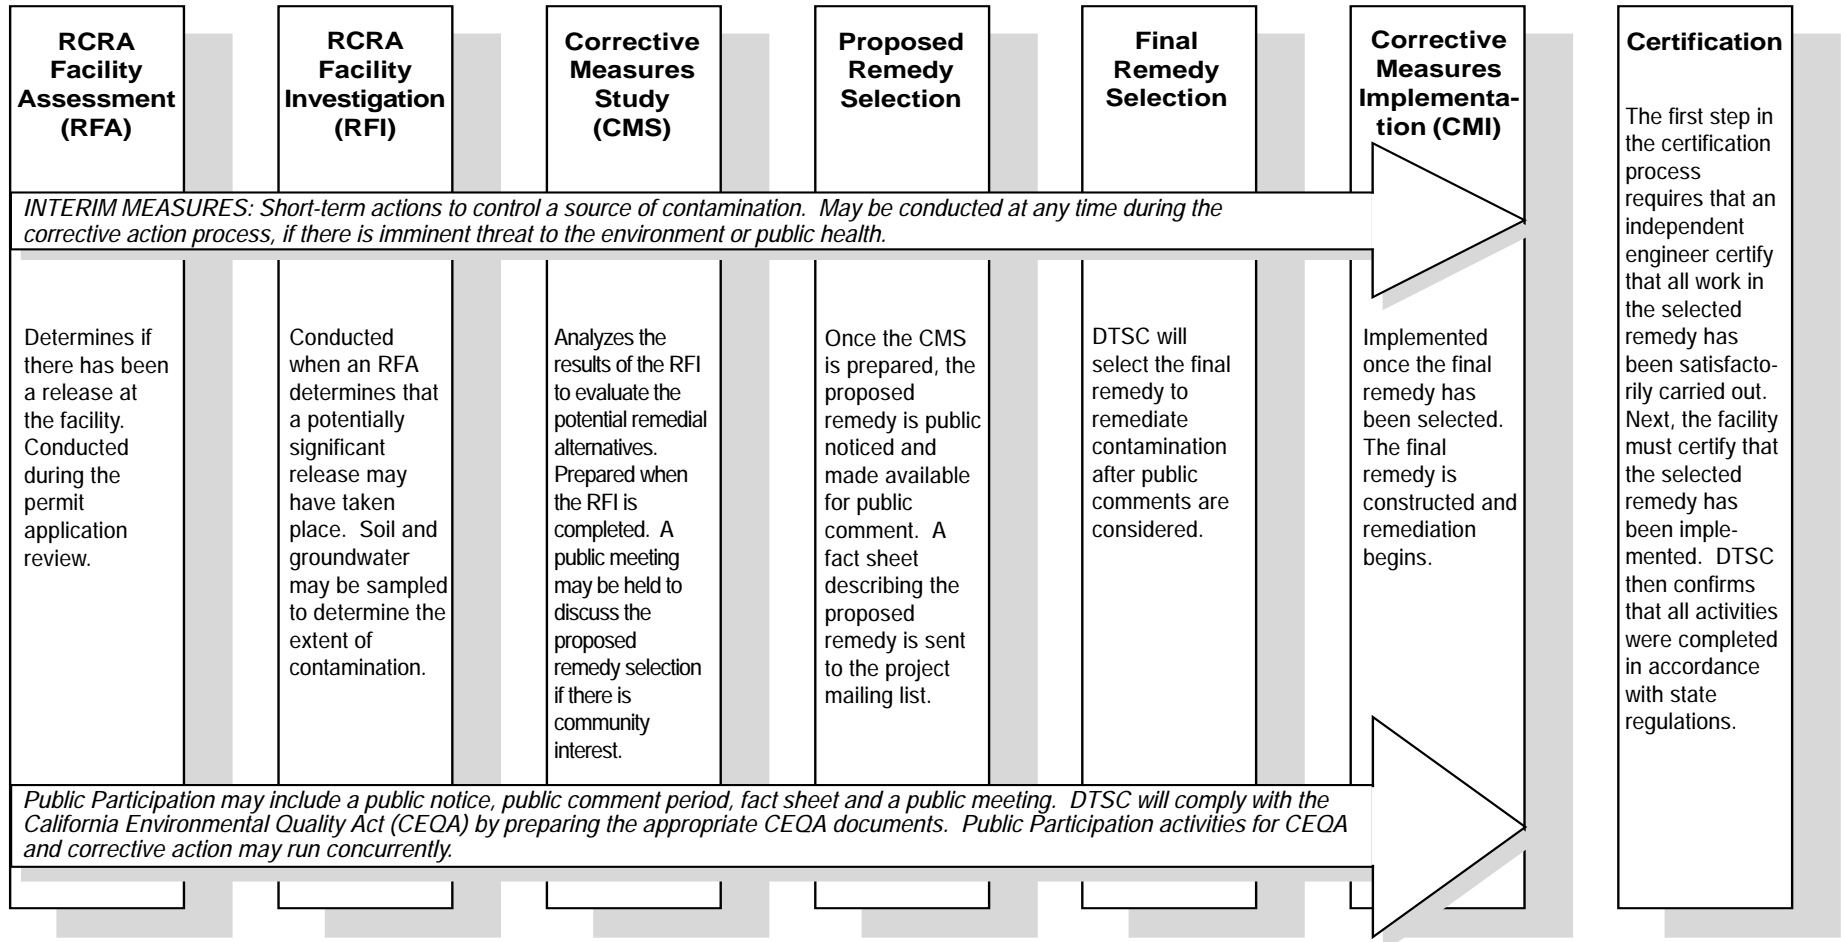 RCRA
Facility
Assessment
(RFA)
RCRA
Facility
Investigation
(RFI)
Corrective
Measures
Study
(CMS)
Proposed
Remedy
Selection
Final
Remedy
Selection
Corrective
Measures
Implementa-
tion (CMI)
Certification
INTERIM MEASURES: Short-term actions to control a source of contamination.  May be conducted at any time during the
corrective action process, if there is imminent threat to the environment or public health.
Determines if
there has been
a release at
the facility.
Conducted
during the
permit
application
review.
Conducted
when an RFA
determines that
a potentially
significant
release may
have taken
place.  Soil and
groundwater
may be sampled
to determine the
extent of
contamination.
Analyzes the
results of the RFI
to evaluate the
potential remedial
alternatives.
Prepared when
the RFI is
completed.  A
public meeting
may be held to
discuss the
proposed
remedy selection
if there is
community
interest.
Once the CMS
is prepared, the
proposed
remedy is public
noticed and
made available
for public
comment.  A
fact sheet
describing the
proposed
remedy is sent
to the project
mailing list.
DTSC will
select the final
remedy to
remediate
contamination
after public
comments are
considered.
Implemented
once the final
remedy has
been selected.
The final
remedy is
constructed and
remediation
begins.
The first step in
the certification
process
requires that an
independent
engineer certify
that all work in
the selected
remedy has
been satisfacto-
rily carried out.
Next, the facility
must certify that
the selected
remedy has
been imple-
mented.  DTSC
then confirms
that all activities
were completed
in accordance
with state
regulations.
Public Participation may include a public notice, public comment period, fact sheet and a public meeting.  DTSC will comply with the
California Environmental Quality Act (CEQA) by preparing the appropriate CEQA documents.  Public Participation activities for CEQA
and corrective action may run concurrently.